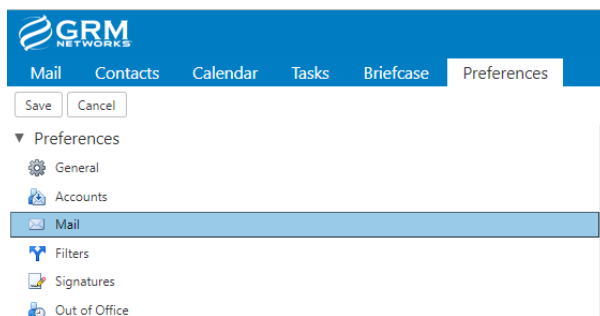 GRM
NETWORKS
Mail Contacts Calendar Tasks Briefcase Preferences
Save Cancel
Preferences
General
Accounts
Mail
Filters
Signatures
Out of Office